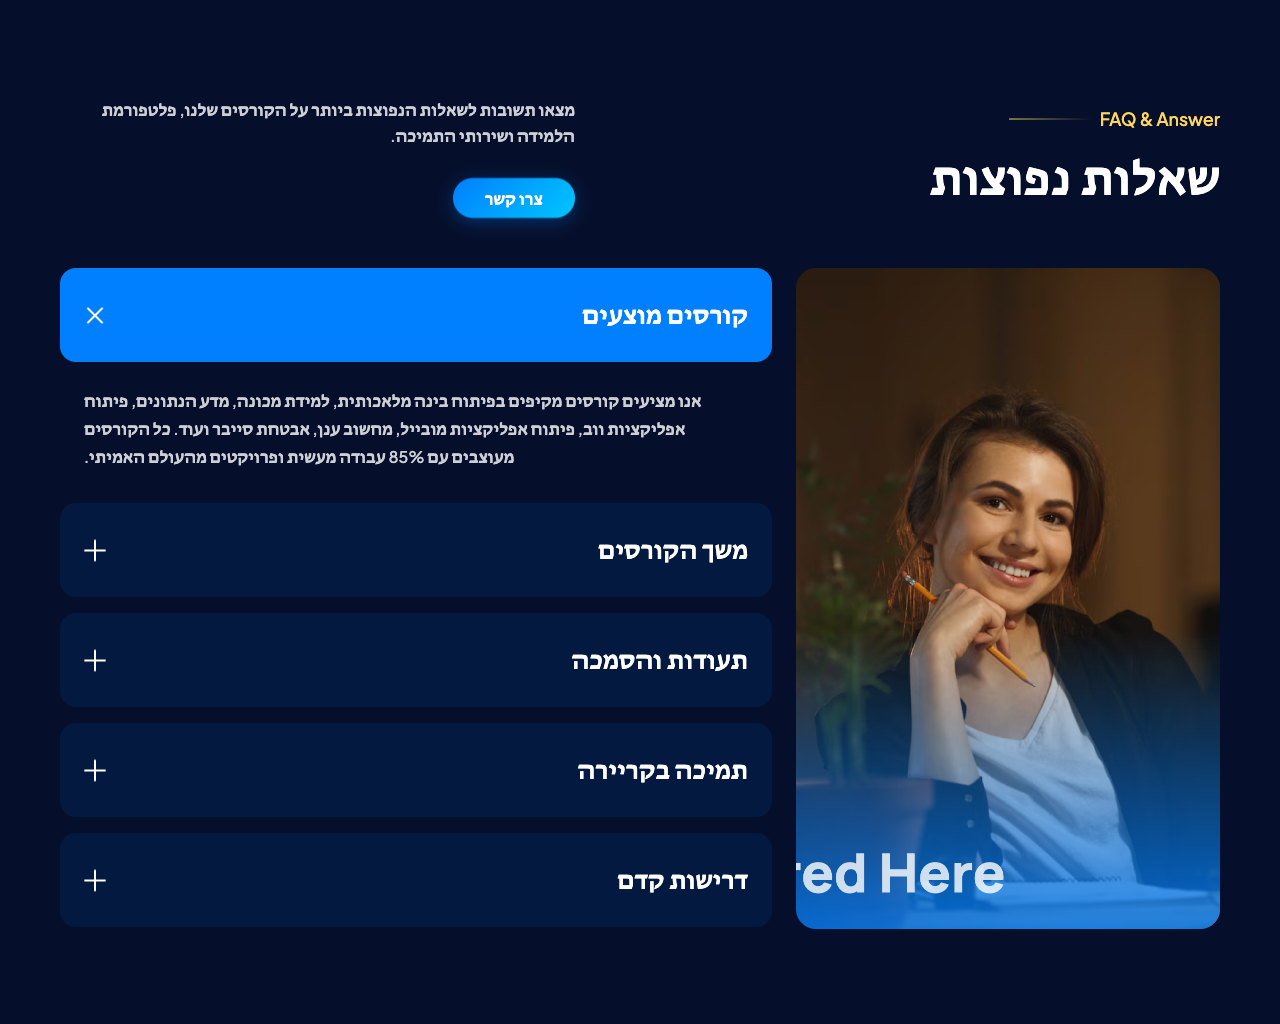 FAQ & Answer
שאלות נפוצות
מצאו תשובות לשאלות הנפוצות ביותר על הקורסים שלנו, פלטפורמת
הלמידה ושירותי התמיכה.
צרו קשר
קורסים מוצעים
אנו מציעים קורסים מקיפים בפיתוח בינה מלאכותית, למידת מכונה, מדע הנתונים, פיתוח
אפליקציות ווב, פיתוח אפליקציות מובייל, מחשוב ענן, אבטחת סייבר ועוד. כל הקורסים
מעוצבים עם 85% עבודה מעשית ופרויקטים מהעולם האמיתי.
משך הקורסים
תעודות והסמכה
תמיכה בקריירה
דרישות קדם
red Here